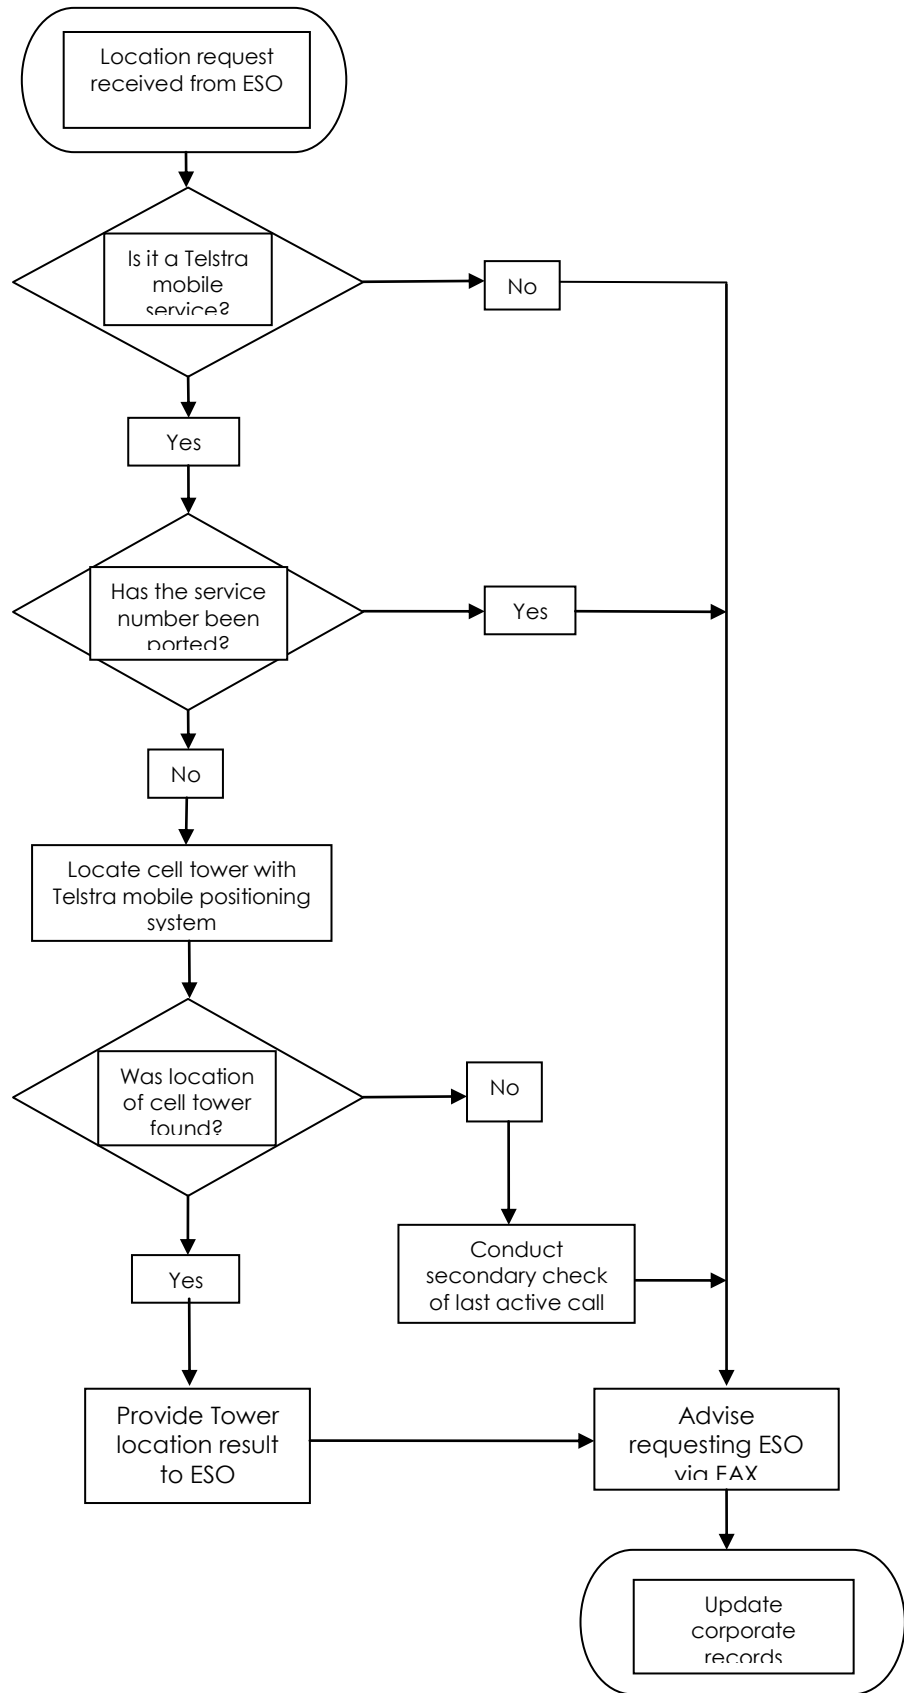 Location request
received from ESO
Is it a Telstra
mobile
service?
No
Yes
Has the service
number been
ported?
Yes
No
Locate cell tower with
Telstra mobile positioning
system
Was location
of cell tower
found?
No
Conduct
secondary check
of last active call
Yes
Provide Tower
location result
to ESO
Advise
requesting ESO
via FAX
Update
corporate
records